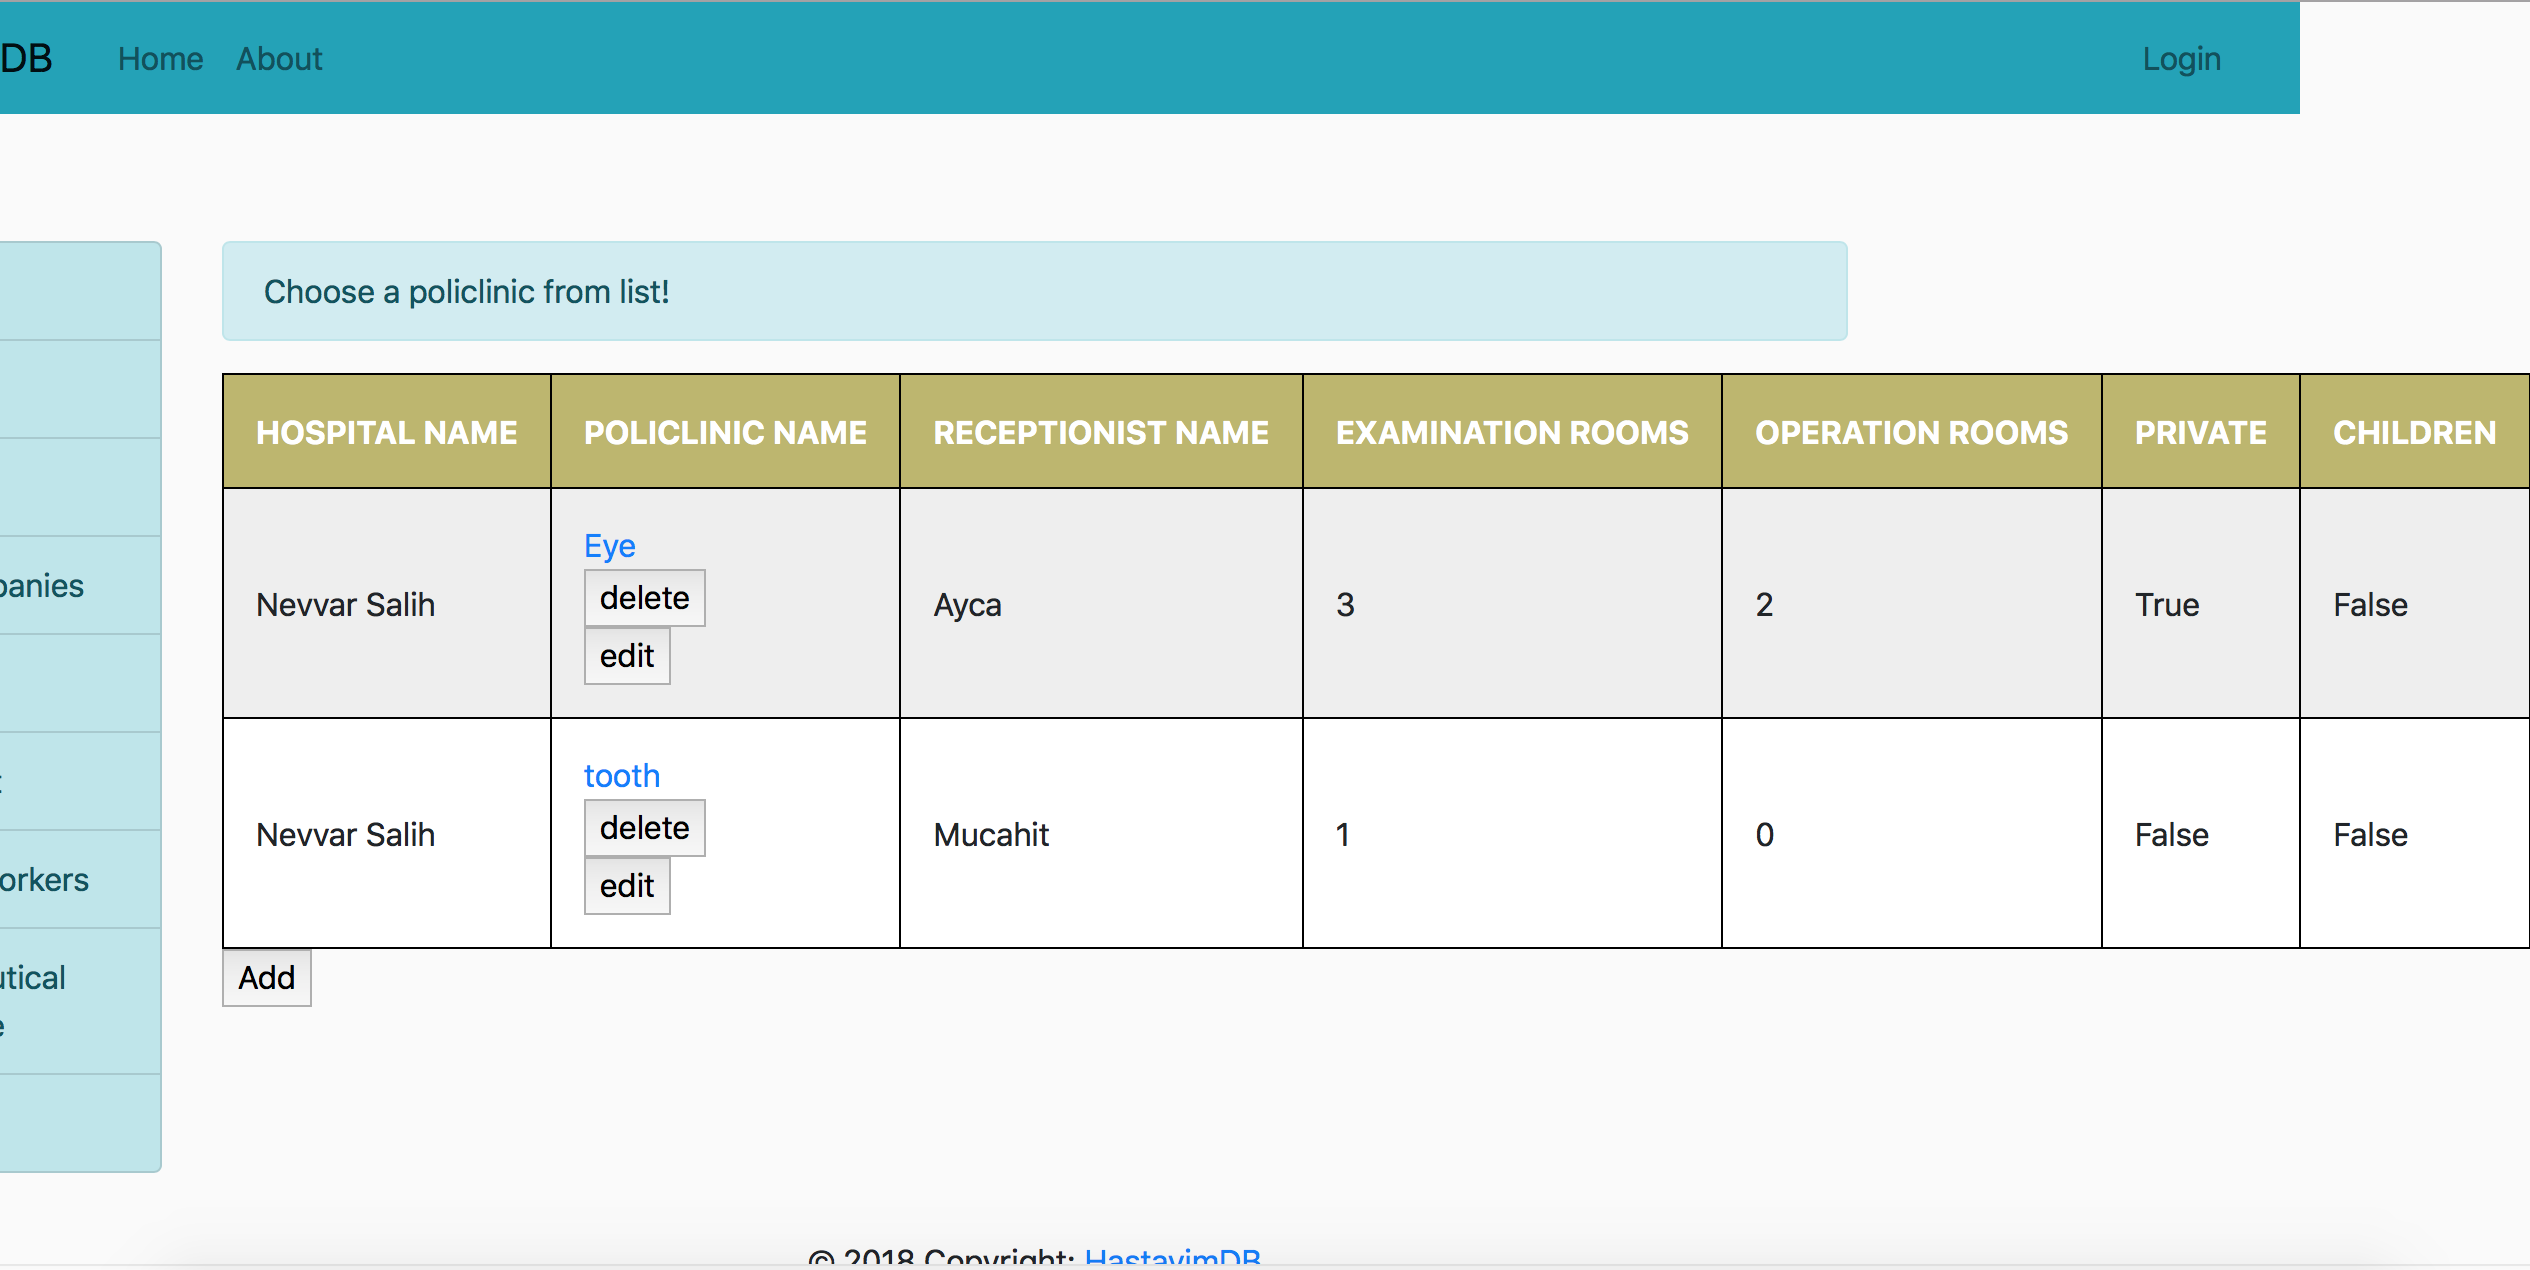 DB Home About Login
Choose a policlinic from list!
HOSPITAL NAME POLICLINIC NAME RECEPTIONIST NAME EXAMINATION ROOMS OPERATION ROOMS PRIVATE CHILDREN
Eye
delete
Nevvar Salih Ayca 3 2 True False
edit
tooth
delete
Nevvar Salih Mucahit 1 0 False False
edit
Add
panies
orkers
utical
e
© 2018 Copyright: HastayimDB